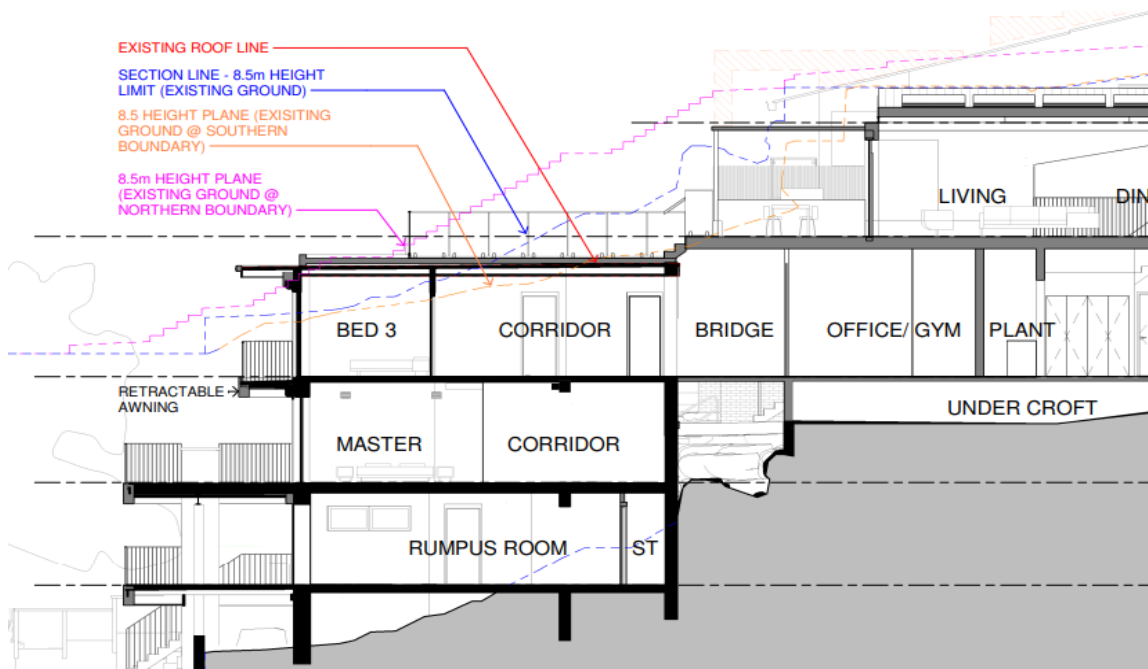 EXISTING ROOF LINE
SECTION LINE - 8.5m HEIGHT
LIMIT (EXISTING GROUND)
8.5 HEIGHT PLANE (EXISITING
GROUND @ SOUTHERN
BOUNDARY)
8.5m HEIGHT PLANE
(EXISTING GROUND @
NORTHERN BOUNDARY)
LIVING
DIN
BED 3
CORRIDOR
BRIDGE
OFFICE/ GYM
PLANT
RETRACTABLE
AWNING
UNDER CROFT
MASTER
CORRIDOR
RUMPUS ROOM
ST